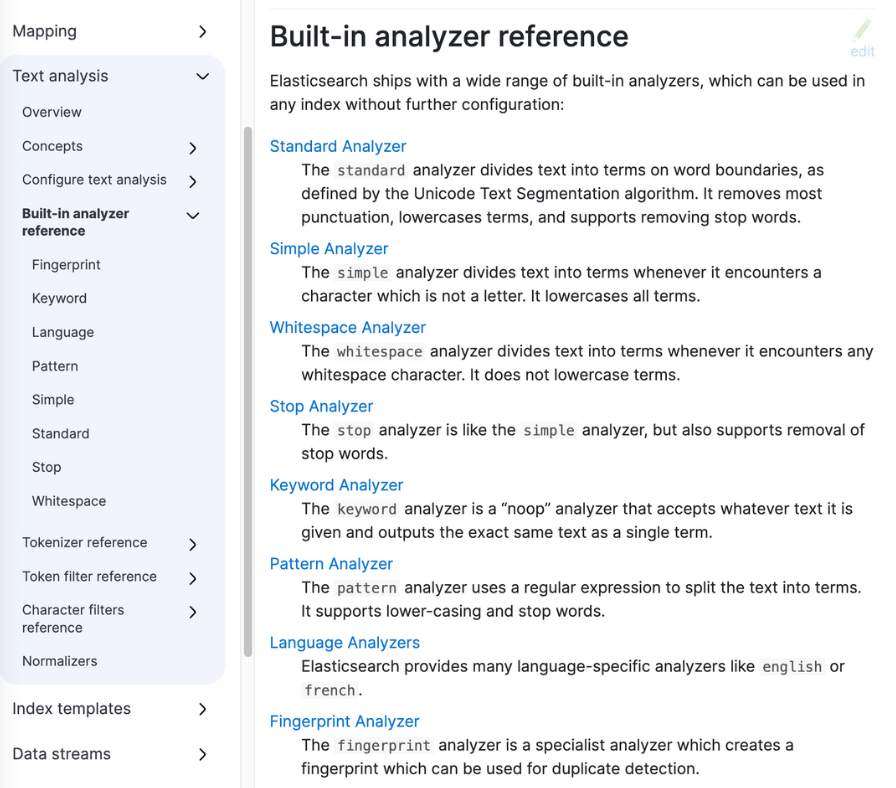 Mapping
Text analysis
Overview
Concepts
Configure text analysis
Built-in analyzer
reference
Fingerprint
Keyword
Language
Pattern
Simple
Standard
Stop
Whitespace
Tokenizer reference
Token filter reference
Character filters
reference
Normalizers
Index templates
Data streams
Built-in analyzer reference
edit
Elasticsearch ships with a wide range of built-in analyzers, which can be used in
any index without further configuration:
Standard Analyzer
The standard analyzer divides text into terms on word boundaries, as
defined by the Unicode Text Segmentation algorithm. It removes most
punctuation, lowercases terms, and supports removing stop words.
Simple Analyzer
The simple analyzer divides text into terms whenever it encounters a
character which is not a letter. It lowercases all terms.
Whitespace Analyzer
The whitespace analyzer divides text into terms whenever it encounters any
whitespace character. It does not lowercase terms.
Stop Analyzer
The stop analyzer is like the simple analyzer, but also supports removal of
stop words.
Keyword Analyzer
The keyword analyzer is a “noop” analyzer that accepts whatever text it is
given and outputs the exact same text as a single term.
Pattern Analyzer
The pattern analyzer uses a regular expression to split the text into terms.
It supports lower-casing and stop words.
Language Analyzers
Elasticsearch provides many language-specific analyzers like english or
french.
Fingerprint Analyzer
The fingerprint analyzer is a specialist analyzer which creates a
fingerprint which can be used for duplicate detection.